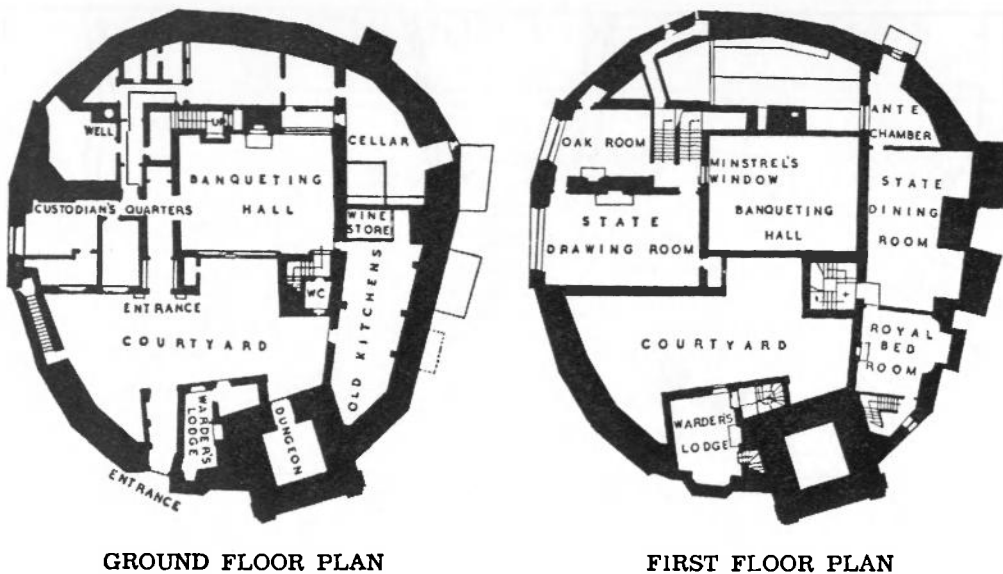 WELL
UP
CELLAR
BANQUETING
HALL
CUSTODIAN'S QUARTERS
WINE
STORE
WC
ENTRANCE
COURTYARD
OLD KITCHENS
WARDER'S
LODGE
DUNGEON
ENTRANCE
GROUND FLOOR PLAN
ANTE
CHAMBER
OAK ROOM
MINSTREL'S
WINDOW
STATE
DINING
ROOM
STATE
DRAWING ROOM
BANQUETING
HALL
COURTYARD
ROYAL
BED
ROOM
WARDER'S
LODGE
FIRST FLOOR PLAN